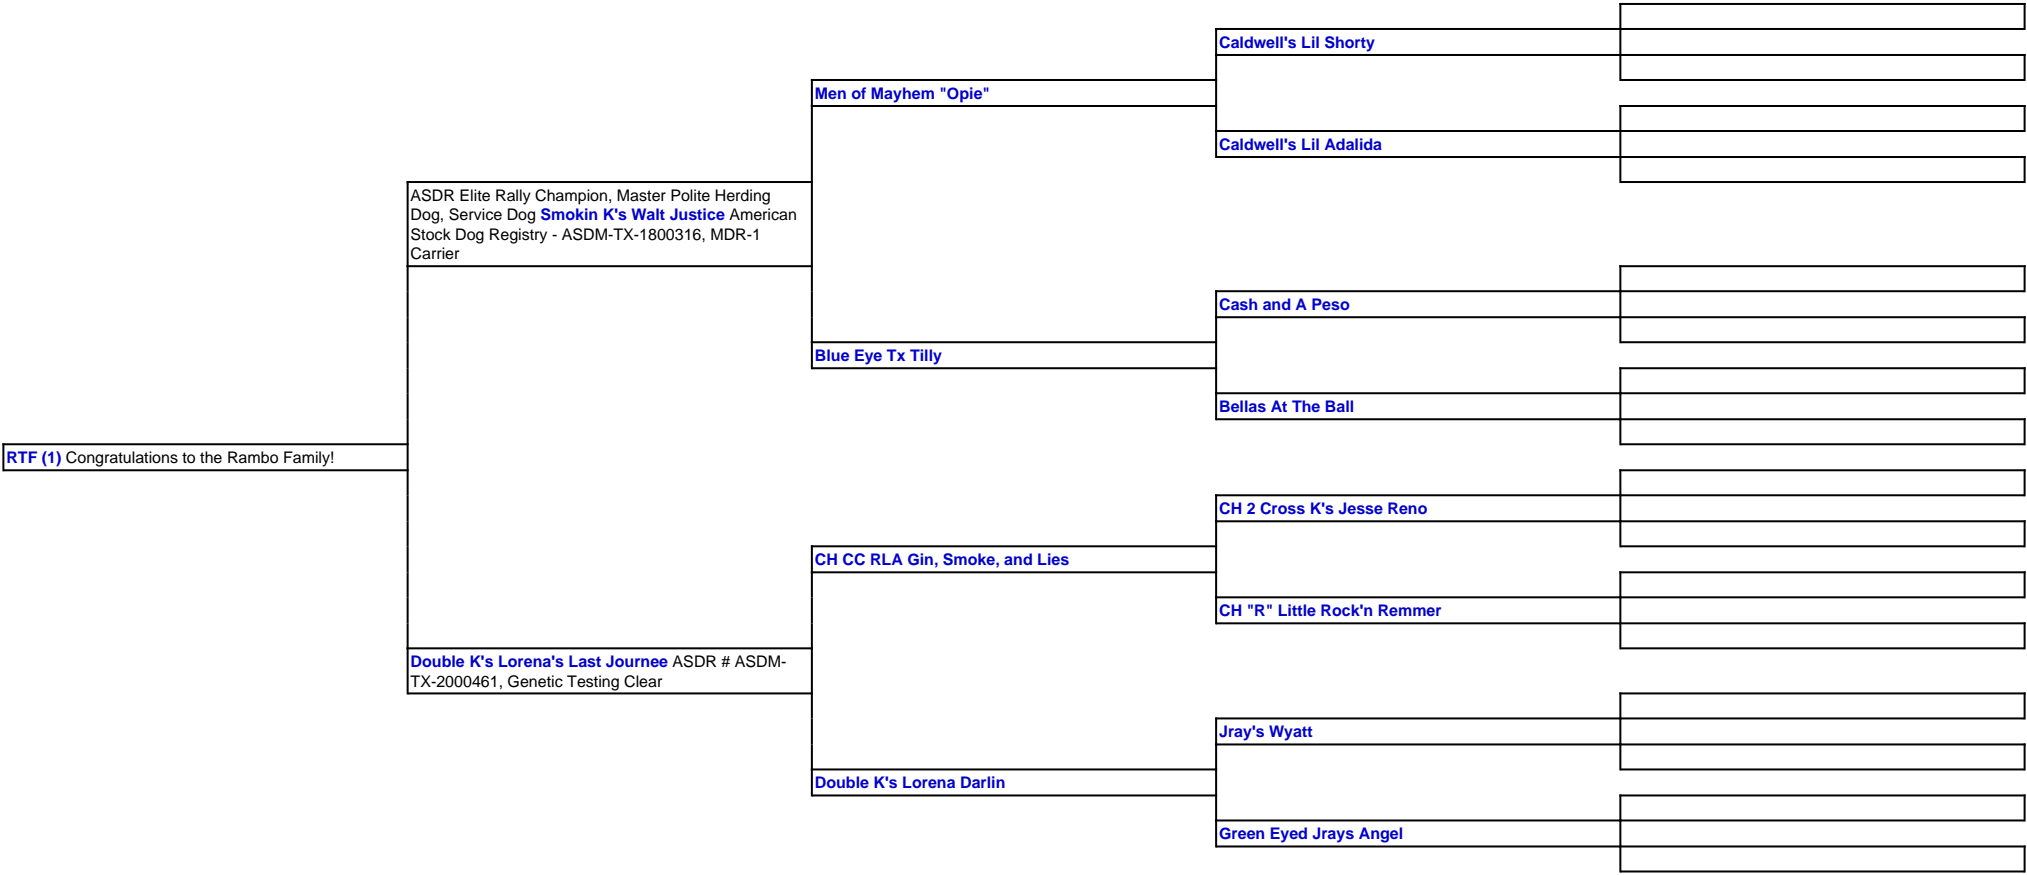 Caldwell's Lil Shorty
Men of Mayhem "Opie"
Caldwell's Lil Adalida
ASDR Elite Rally Champion, Master Polite Herding
Dog, Service Dog Smokin K's Walt Justice American
Stock Dog Registry - ASDM-TX-1800316, MDR-1
Carrier
Cash and A Peso
Blue Eye Tx Tilly
Bellas At The Ball
RTF (1) Congratulations to the Rambo Family!
CH 2 Cross K's Jesse Reno
CH CC RLA Gin, Smoke, and Lies
CH "R" Little Rock'n Remmer
Double K's Lorena's Last Journee ASDR # ASDM-
TX-2000461, Genetic Testing Clear
Jray's Wyatt
Double K's Lorena Darlin
Green Eyed Jrays Angel